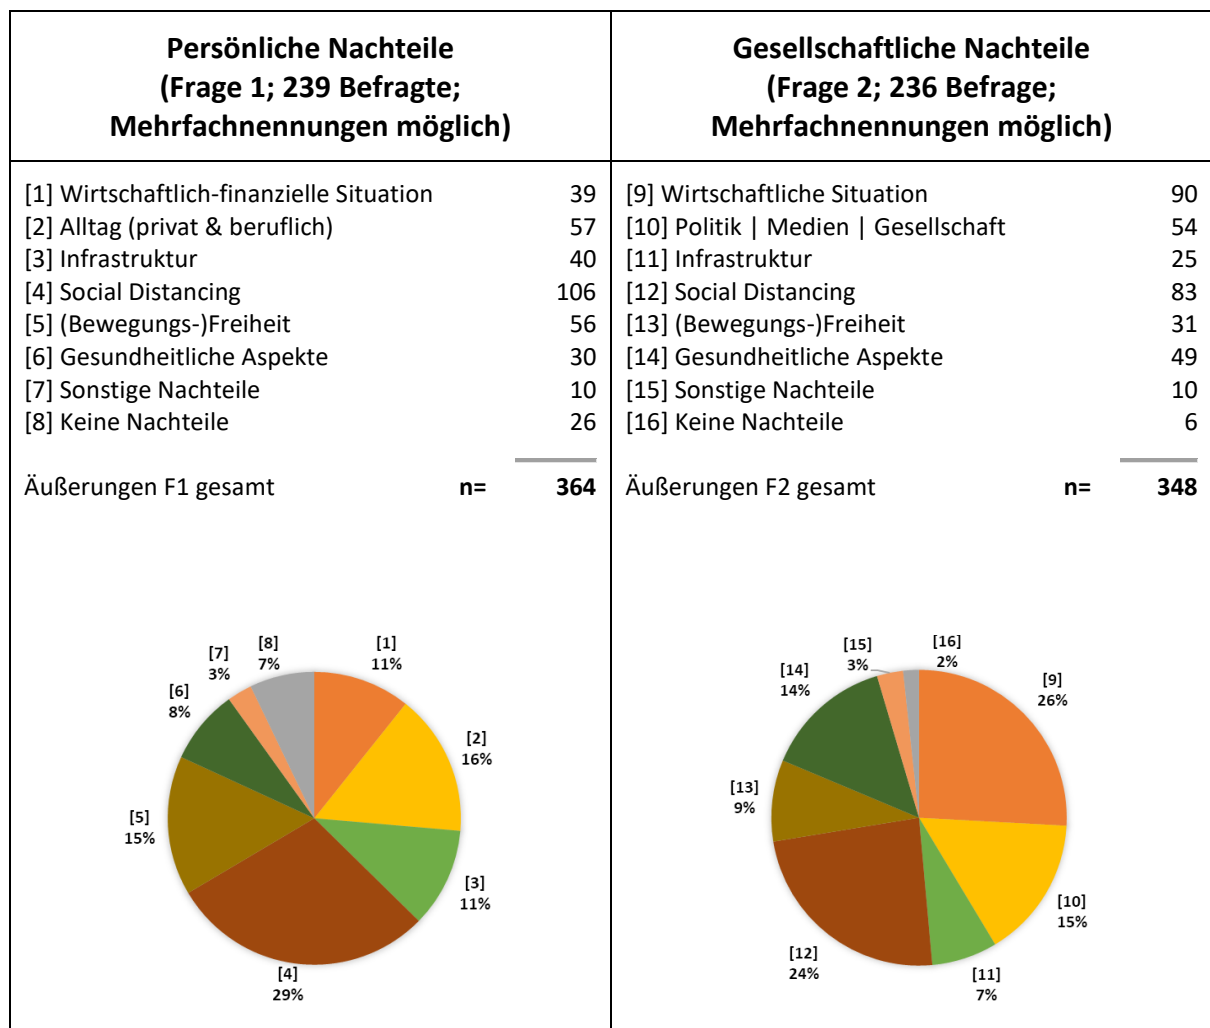 Persönliche Nachteile
(Frage 1; 239 Befragte;
Mehrfachnennungen möglich)
[1] Wirtschaftlich-finanzielle Situation 39
[2] Alltag (privat & beruflich) 57
[3] Infrastruktur 40
[4] Social Distancing 106
[5] (Bewegungs-)Freiheit 56
[6] Gesundheitliche Aspekte 30
[7] Sonstige Nachteile 10
[8] Keine Nachteile 26
Äußerungen F1 gesamt n= 364
[1]
11%
[2]
16%
[3]
11%
[4]
29%
[5]
15%
[6]
8%
[7]
3%
[8]
7%
Gesellschaftliche Nachteile
(Frage 2; 236 Befrage;
Mehrfachnennungen möglich)
[9] Wirtschaftliche Situation 90
[10] Politik | Medien | Gesellschaft 54
[11] Infrastruktur 25
[12] Social Distancing 83
[13] (Bewegungs-)Freiheit 31
[14] Gesundheitliche Aspekte 49
[15] Sonstige Nachteile 10
[16] Keine Nachteile 6
Äußerungen F2 gesamt n= 348
[9]
26%
[10]
15%
[11]
7%
[12]
24%
[13]
9%
[14]
14%
[15]
3%
[16]
2%